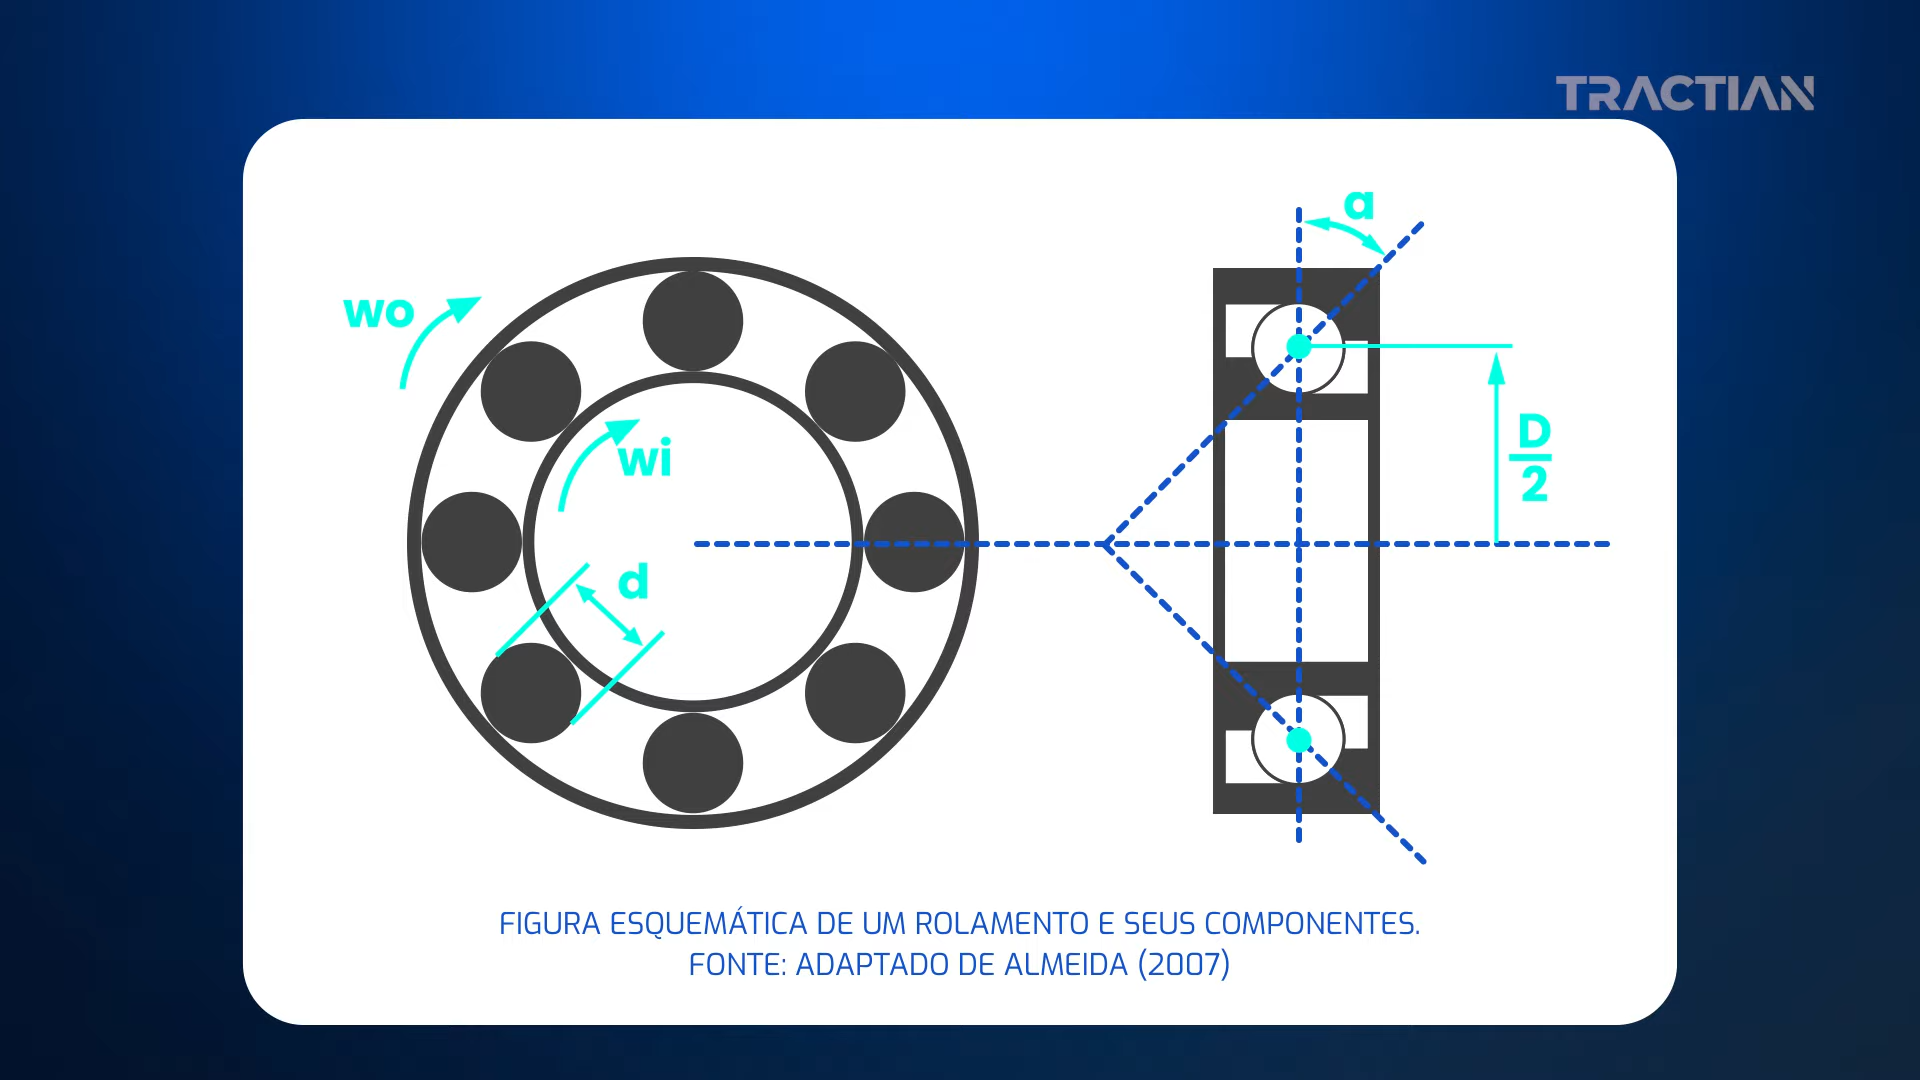 TRACTIAN
a
wo
wi
D
2
d
FIGURA ESQUEMÁTICA DE UM ROLAMENTO E SEUS COMPONENTES.
FONTE: ADAPTADO DE ALMEIDA (2007)